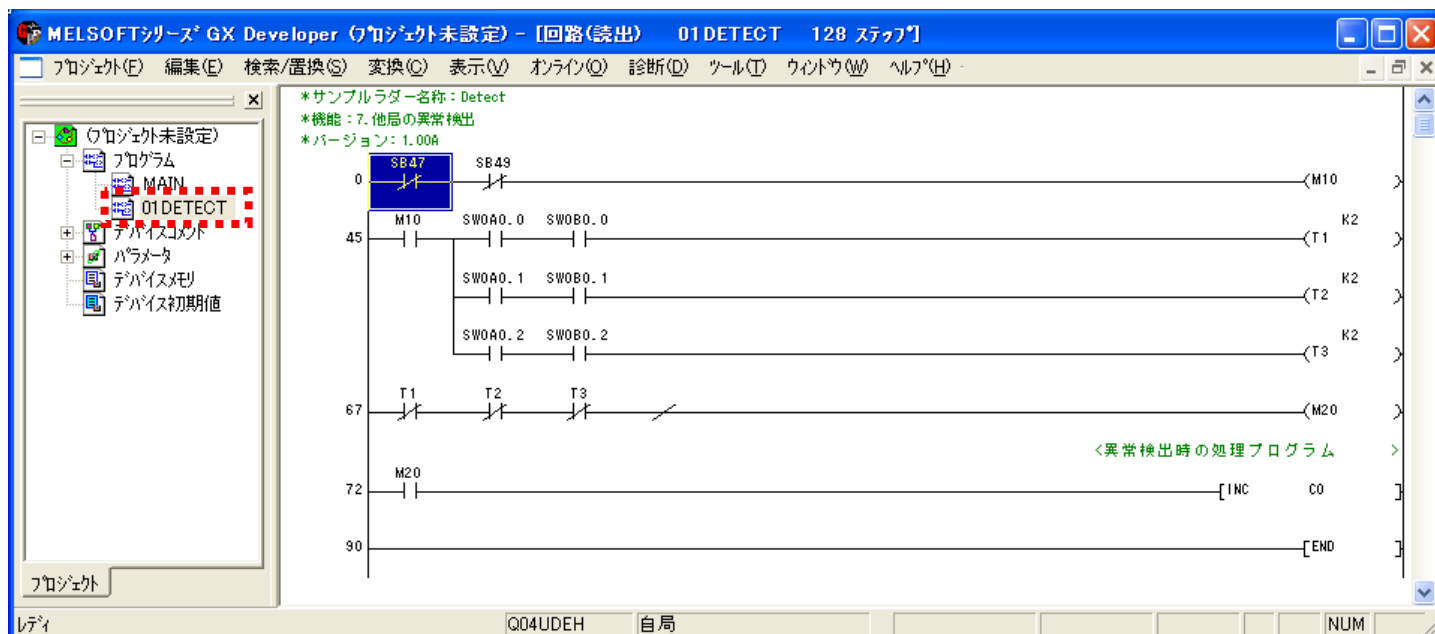 MELSOFTシリーズ GX Developer (プロジェクト未設定) - [回路(読出) 01DETECT 128 ステップ]
プロジェクト(F) 編集(E) 検索/置換(S) 変換(C) 表示(V) オンライン(O) 診断(D) ツール(T) ウィンドウ(W) ヘルプ(H)
(プロジェクト未設定)
プログラム
MAIN
01DETECT
デバイスコメント
パラメータ
デバイスメモリ
デバイス初期値
プロジェクト
*サンプルラダー名称:Detect
*機能:7.他局の異常検出
*バージョン:1.00A
SB47 SB49
0 (M10 )
M10 SW0A0.0 SW0B0.0 K2
45 (T1 )
SW0A0.1 SW0B0.1 K2
(T2 )
SW0A0.2 SW0B0.2 K2
(T3 )
T1 T2 T3
67 (M20 )
<異常検出時の処理プログラム >
M20
72 [INC C0 ]
90 [END ]
レディ Q04UDEH 自局 NUM